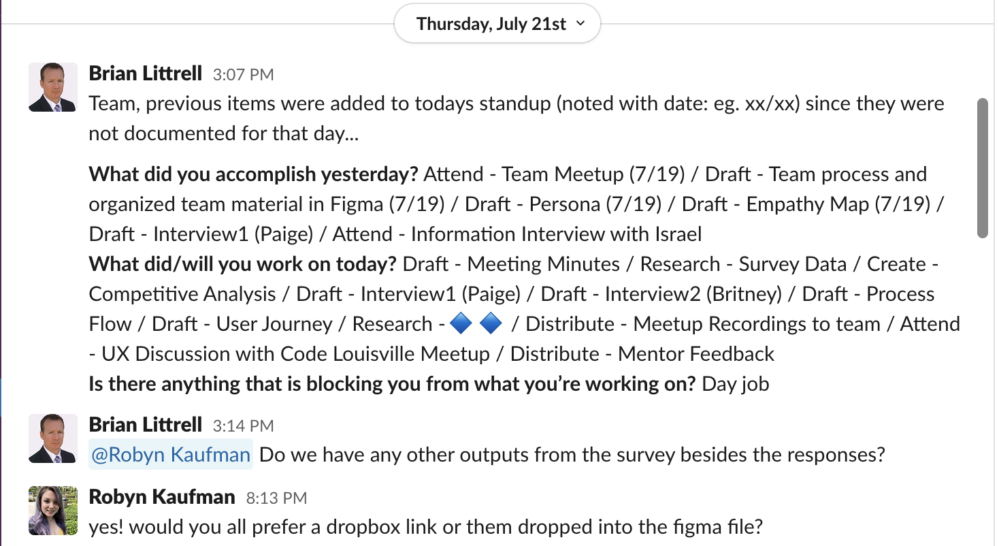 Thursday, July 21st
Brian Littrell 3:07 PM
Team, previous items were added to todays standup (noted with date: eg. xx/xx) since they were
not documented for that day...
What did you accomplish yesterday? Attend - Team Meetup (7/19) / Draft - Team process and
organized team material in Figma (7/19) / Draft - Persona (7/19) / Draft - Empathy Map (7/19) /
Draft - Interview1 (Paige) / Attend - Information Interview with Israel
What did/will you work on today? Draft - Meeting Minutes / Research - Survey Data / Create -
Competitive Analysis / Draft - Interview1 (Paige) / Draft - Interview2 (Britney) / Draft - Process
Flow / Draft - User Journey / Research - 🔷 🔷 / Distribute - Meetup Recordings to team / Attend
- UX Discussion with Code Louisville Meetup / Distribute - Mentor Feedback
Is there anything that is blocking you from what you’re working on? Day job
Brian Littrell 3:14 PM
@Robyn Kaufman Do we have any other outputs from the survey besides the responses?
Robyn Kaufman 8:13 PM
yes! would you all prefer a dropbox link or them dropped into the figma file?